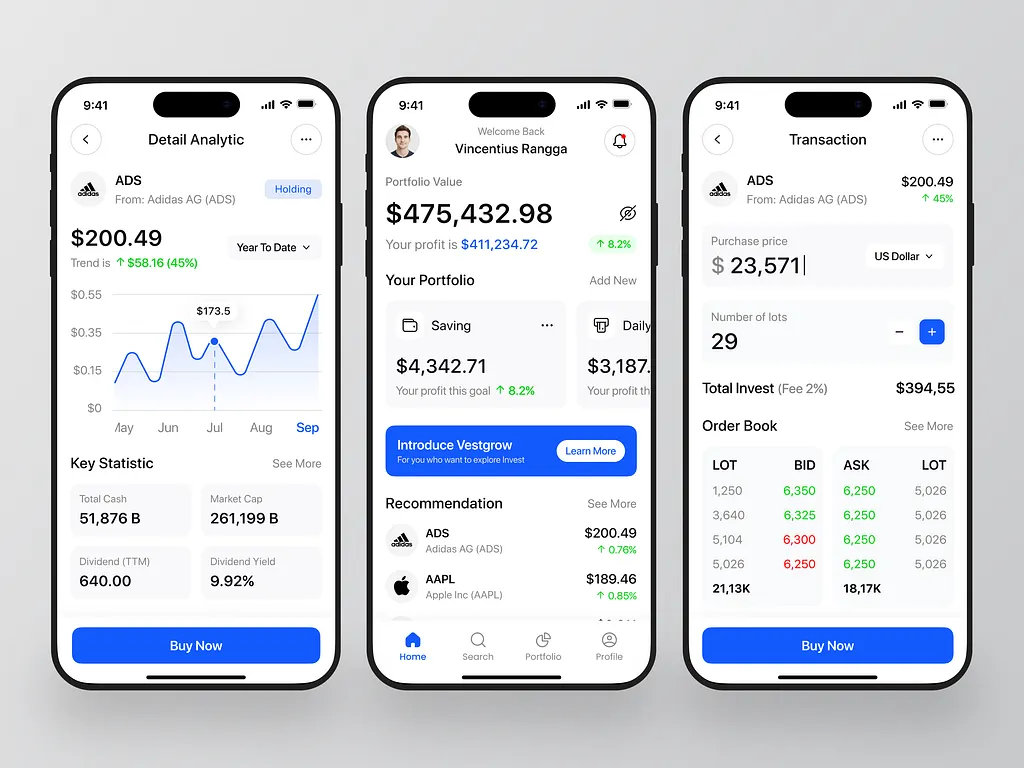 9:41
Detail Analytic
adidas
ADS
From: Adidas AG (ADS)
Holding
$200.49
Trend is ↑ $58.16 (45%)
Year To Date
$0.55
$0.35
$0.15
$0
$173.5
Jun Jul Aug Sep
Key Statistic See More
Total Cash
51,876 B
Market Cap
261,199 B
Dividend (TTM)
640.00
Dividend Yield
9.92%
Buy Now
9:41
Welcome Back
Vincentius Rangga
Portfolio Value
$475,432.98
Your profit is $411,234.72
↑ 8.2%
Your Portfolio Add New
Saving
$4,342.71
Your profit this goal ↑ 8.2%
Daily
$3,187.
Your profit th
Introduce Vestgrow
For you who want to explore Invest
Learn More
Recommendation See More
adidas
ADS
Adidas AG (ADS)
$200.49
↑ 0.76%
AAPL
Apple Inc (AAPL)
$189.46
↑ 0.85%
Home Search Portfolio Profile
9:41
Transaction
adidas
ADS
From: Adidas AG (ADS)
$200.49
↑ 45%
Purchase price
$ 23,571
US Dollar
Number of lots
29
− +
Total Invest (Fee 2%) $394,55
Order Book See More
LOT BID ASK LOT
1,250 6,350 6,250 5,026
3,640 6,325 6,250 5,026
5,104 6,300 6,250 5,026
5,026 6,250 6,250 5,026
21,13K 18,17K
Buy Now